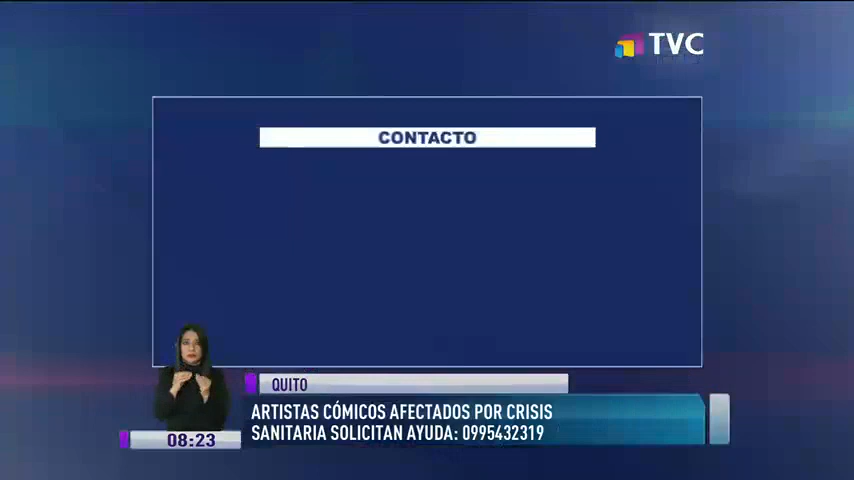 TVC
CONTACTO
QUITO
ARTISTAS CÓMICOS AFECTADOS POR CRISIS
SANITARIA SOLICITAN AYUDA: 0995432319
08:23